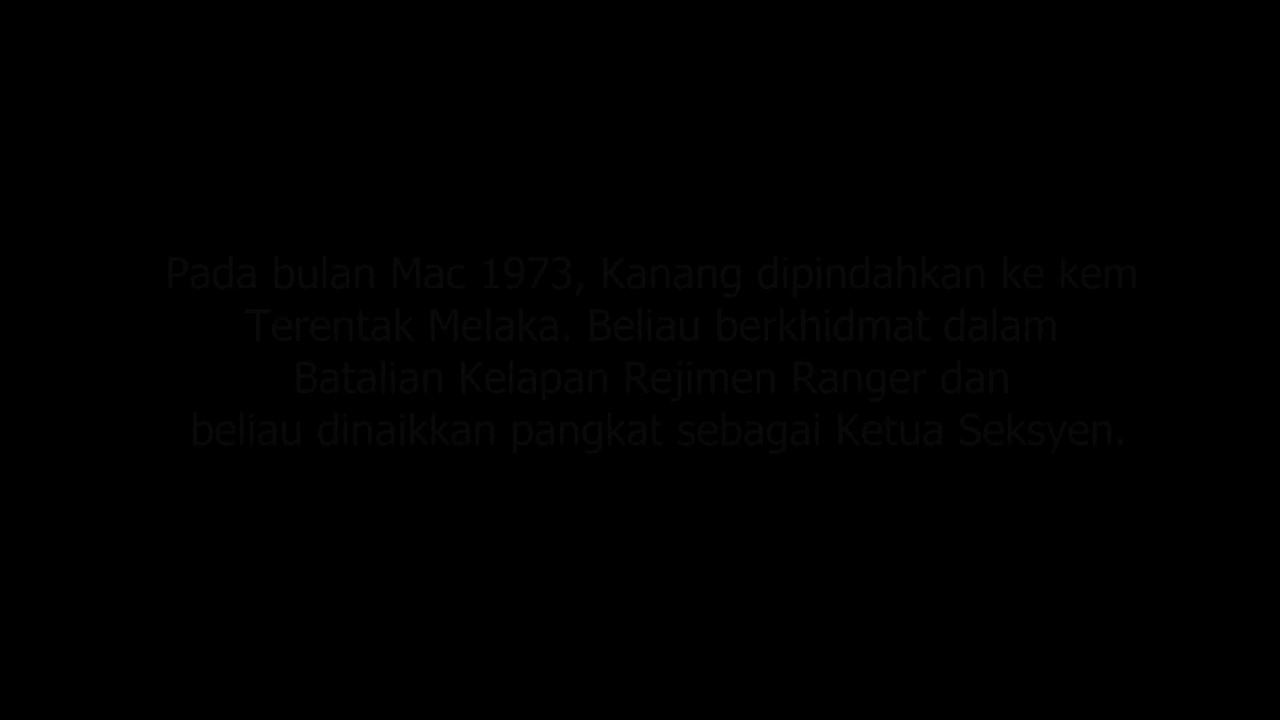 Pada bulan Mac 1973, Kanang dipindahkan ke kem
Terentak Melaka. Beliau berkhidmat dalam
Batalian Kelapan Rejimen Ranger dan
beliau dinaikkan pangkat sebagai Ketua Seksyen.